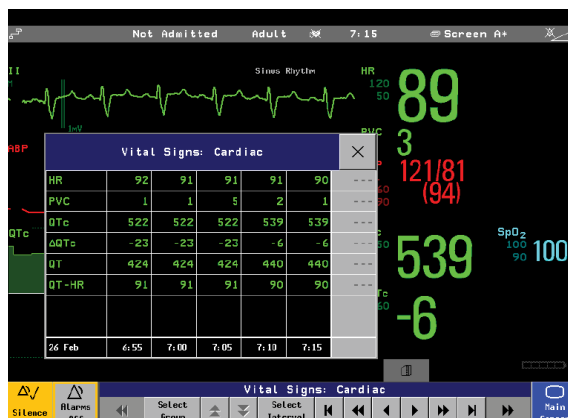 Not Admitted Adult 7:15 Screen A+
II
Sinus Rhythm
HR
120
50
89
1mV
PVC
3
ABP
121/81
(94)
60
90
Vital Signs: Cardiac
HR 92 91 91 91 90 ---
PVC 1 1 5 2 1 ---
QTc 522 522 522 539 539 ---
ΔQTc -23 -23 -23 -6 -6 ---
QT 424 424 424 440 440 ---
QT-HR 91 91 91 90 90 ---
26 Feb 6:55 7:00 7:05 7:10 7:15
QTc
539
-6
SpO2
100
90
100
Vital Signs: Cardiac
Silence
Alarms
Select
Select
Interval
Main